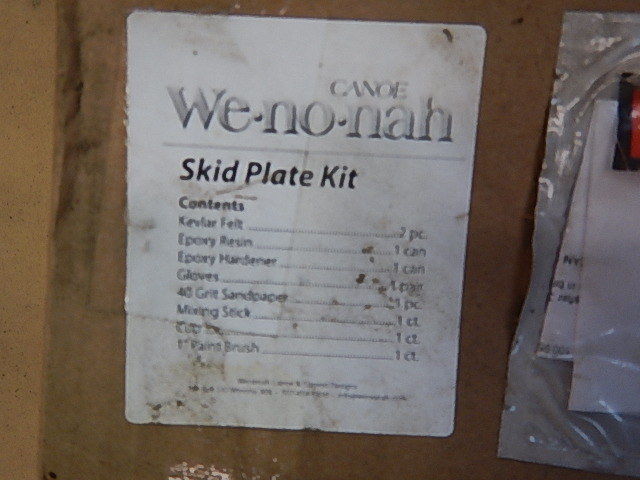 CANOE
We·no·nah
Skid Plate Kit
Contents
Kevlar Felt 2 pc.
Epoxy Resin 1 can
Epoxy Hardener 1 can
Gloves 1 pair
40 Grit Sandpaper 1 pc.
Mixing Stick 1 ct.
Cup 1 ct.
1" Paint Brush 1 ct.